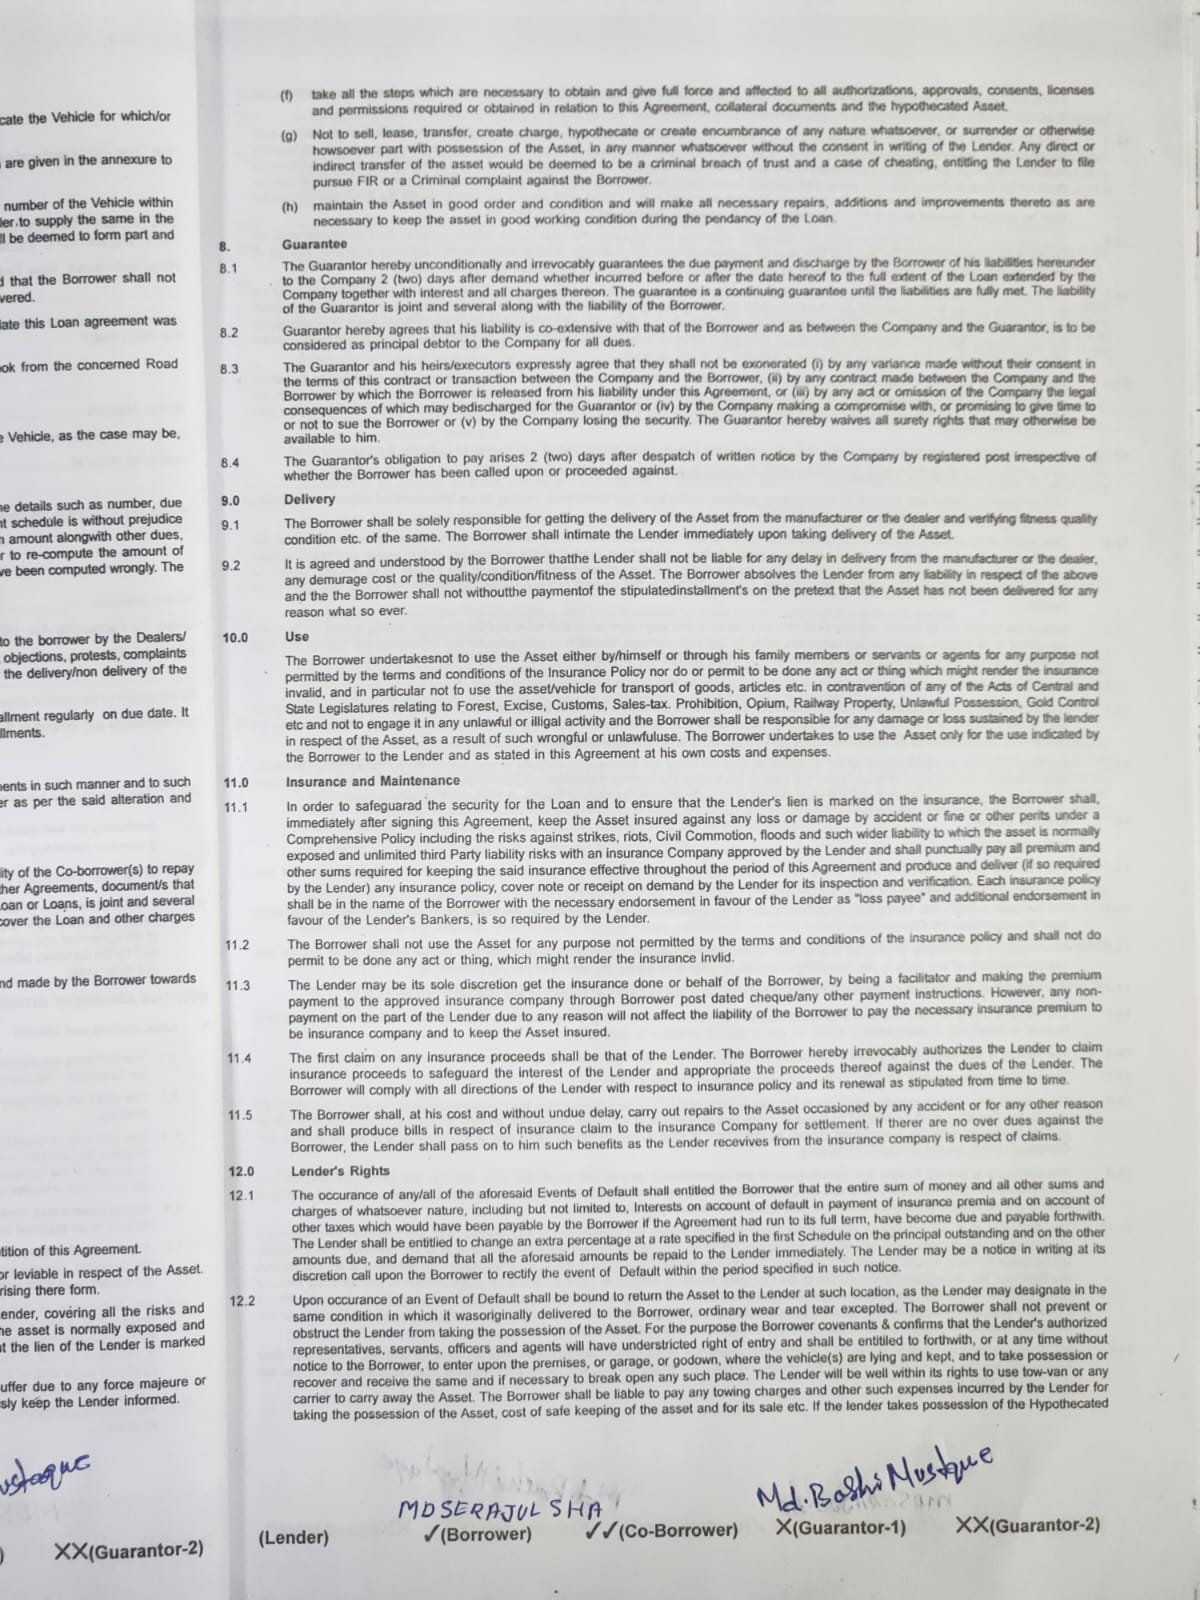 cate the Vehicle for which/or
are given in the annexure to
number of the Vehicle within
to supply the same in the
be deemed to form part and
that the Borrower shall not
vered.
this Loan agreement was
ok from the concerned Road
Vehicle, as the case may be,
details such as number, due
schedule is without prejudice
amount alongwith other dues,
to re-compute the amount of
been computed wrongly. The
to the borrower by the Dealers/
objections, protests, complaints
the delivery/non delivery of the
allment regularly on due date. It
llments.
ents in such manner and to such
as per the said alteration and
of the Co-borrower(s) to repay
Agreements, document/s that
or Loans, is joint and several
the Loan and other charges
made by the Borrower towards
tition of this Agreement.
or leviable in respect of the Asset.
rising there form.
ender, covering all the risks and
asset is normally exposed and
the lien of the Lender is marked
uffer due to any force majeure or
sly keep the Lender informed.
XX(Guarantor-2)
(f) take all the steps which are necessary to obtain and give full force and affected to all authorizations, approvals, consents, licenses
and permissions required or obtained in relation to this Agreement, collateral documents and the hypothecated Asset.
(g) Not to sell, lease, transfer, create charge, hypothecate or create encumbrance of any nature whatsoever, or surrender or otherwise
howsoever part with possession of the Asset, in any manner whatsoever without the consent in writing of the Lender. Any direct or
indirect transfer of the asset would be deemed to be a criminal breach of trust and a case of cheating, entitling the Lender to file
pursue FIR or a Criminal complaint against the Borrower.
(h) maintain the Asset in good order and condition and will make all necessary repairs, additions and improvements thereto as are
necessary to keep the asset in good working condition during the pendancy of the Loan.
8. Guarantee
8.1 The Guarantor hereby unconditionally and irrevocably guarantees the due payment and discharge by the Borrower of his liabilities hereunder
to the Company 2 (two) days after demand whether incurred before or after the date hereof to the full extent of the Loan extended by the
Company together with interest and all charges thereon. The guarantee is a continuing guarantee until the liabilities are fully met. The liability
of the Guarantor is joint and several along with the liability of the Borrower.
8.2 Guarantor hereby agrees that his liability is co-extensive with that of the Borrower and as between the Company and the Guarantor, is to be
considered as principal debtor to the Company for all dues.
8.3 The Guarantor and his heirs/executors expressly agree that they shall not be exonerated (i) by any variance made without their consent in
the terms of this contract or transaction between the Company and the Borrower, (ii) by any contract made between the Company and the
Borrower by which the Borrower is released from his liability under this Agreement, or (iii) by any act or omission of the Company the legal
consequences of which may bedischarged for the Guarantor or (iv) by the Company making a compromise with, or promising to give time to
or not to sue the Borrower or (v) by the Company losing the security. The Guarantor hereby waives all surety rights that may otherwise be
available to him.
8.4 The Guarantor's obligation to pay arises 2 (two) days after despatch of written notice by the Company by registered post irrespective of
whether the Borrower has been called upon or proceeded against.
9.0 Delivery
9.1 The Borrower shall be solely responsible for getting the delivery of the Asset from the manufacturer or the dealer and verifying fitness quality
condition etc. of the same. The Borrower shall intimate the Lender immediately upon taking delivery of the Asset.
9.2 It is agreed and understood by the Borrower thatthe Lender shall not be liable for any delay in delivery from the manufacturer or the dealer,
any demurage cost or the quality/condition/fitness of the Asset. The Borrower absolves the Lender from any liability in respect of the above
and the the Borrower shall not withoutthe paymentof the stipulatedinstallment's on the pretext that the Asset has not been delivered for any
reason what so ever.
10.0 Use
The Borrower undertakesnot to use the Asset either by/himself or through his family members or servants or agents for any purpose not
permitted by the terms and conditions of the Insurance Policy nor do or permit to be done any act or thing which might render the insurance
invalid, and in particular not to use the asset/vehicle for transport of goods, articles etc. in contravention of any of the Acts of Central and
State Legislatures relating to Forest, Excise, Customs, Sales-tax. Prohibition, Opium, Railway Property, Unlawful Possession, Gold Control
etc and not to engage it in any unlawful or illigal activity and the Borrower shall be responsible for any damage or loss sustained by the lender
in respect of the Asset, as a result of such wrongful or unlawfuluse. The Borrower undertakes to use the Asset only for the use indicated by
the Borrower to the Lender and as stated in this Agreement at his own costs and expenses.
11.0 Insurance and Maintenance
11.1 In order to safeguarad the security for the Loan and to ensure that the Lender's lien is marked on the insurance, the Borrower shall,
immediately after signing this Agreement, keep the Asset insured against any loss or damage by accident or fine or other perits under a
Comprehensive Policy including the risks against strikes, riots, Civil Commotion, floods and such wider liability to which the asset is normally
exposed and unlimited third Party liability risks with an insurance Company approved by the Lender and shall punctually pay all premium and
other sums required for keeping the said insurance effective throughout the period of this Agreement and produce and deliver (if so required
by the Lender) any insurance policy, cover note or receipt on demand by the Lender for its inspection and verification. Each insurance policy
shall be in the name of the Borrower with the necessary endorsement in favour of the Lender as "loss payee" and additional endorsement in
favour of the Lender's Bankers, is so required by the Lender.
11.2 The Borrower shall not use the Asset for any purpose not permitted by the terms and conditions of the insurance policy and shall not do
permit to be done any act or thing, which might render the insurance invlid.
11.3 The Lender may be its sole discretion get the insurance done or behalf of the Borrower, by being a facilitator and making the premium
payment to the approved insurance company through Borrower post dated cheque/any other payment instructions. However, any non-
payment on the part of the Lender due to any reason will not affect the liability of the Borrower to pay the necessary insurance premium to
be insurance company and to keep the Asset insured.
11.4 The first claim on any insurance proceeds shall be that of the Lender. The Borrower hereby irrevocably authorizes the Lender to claim
insurance proceeds to safeguard the interest of the Lender and appropriate the proceeds thereof against the dues of the Lender. The
Borrower will comply with all directions of the Lender with respect to insurance policy and its renewal as stipulated from time to time.
11.5 The Borrower shall, at his cost and without undue delay, carry out repairs to the Asset occasioned by any accident or for any other reason
and shall produce bills in respect of insurance claim to the insurance Company for settlement. If therer are no over dues against the
Borrower, the Lender shall pass on to him such benefits as the Lender recevives from the insurance company is respect of claims.
12.0 Lender's Rights
12.1 The occurance of any/all of the aforesaid Events of Default shall entitled the Borrower that the entire sum of money and all other sums and
charges of whatsoever nature, including but not limited to, Interests on account of default in payment of insurance premia and on account of
other taxes which would have been payable by the Borrower if the Agreement had run to its full term, have become due and payable forthwith.
The Lender shall be entitlied to change an extra percentage at a rate specified in the first Schedule on the principal outstanding and on the other
amounts due, and demand that all the aforesaid amounts be repaid to the Lender immediately. The Lender may be a notice in writing at its
discretion call upon the Borrower to rectify the event of Default within the period specified in such notice.
12.2 Upon occurance of an Event of Default shall be bound to return the Asset to the Lender at such location, as the Lender may designate in the
same condition in which it wasoriginally delivered to the Borrower, ordinary wear and tear excepted. The Borrower shall not prevent or
obstruct the Lender from taking the possession of the Asset. For the purpose the Borrower covenants & confirms that the Lender's authorized
representatives, servants, officers and agents will have understricted right of entry and shall be entitiled to forthwith, or at any time without
notice to the Borrower, to enter upon the premises, or garage, or godown, where the vehicle(s) are lying and kept, and to take possession or
recover and receive the same and if necessary to break open any such place. The Lender will be well within its rights to use tow-van or any
carrier to carry away the Asset. The Borrower shall be liable to pay any towing charges and other such expenses incurred by the Lender for
taking the possession of the Asset, cost of safe keeping of the asset and for its sale etc. If the lender takes possession of the Hypothecated
MD SERAJUL SHA Md. Boshi Mustque
(Lender) ✓(Borrower) ✓✓(Co-Borrower) X(Guarantor-1) XX(Guarantor-2)